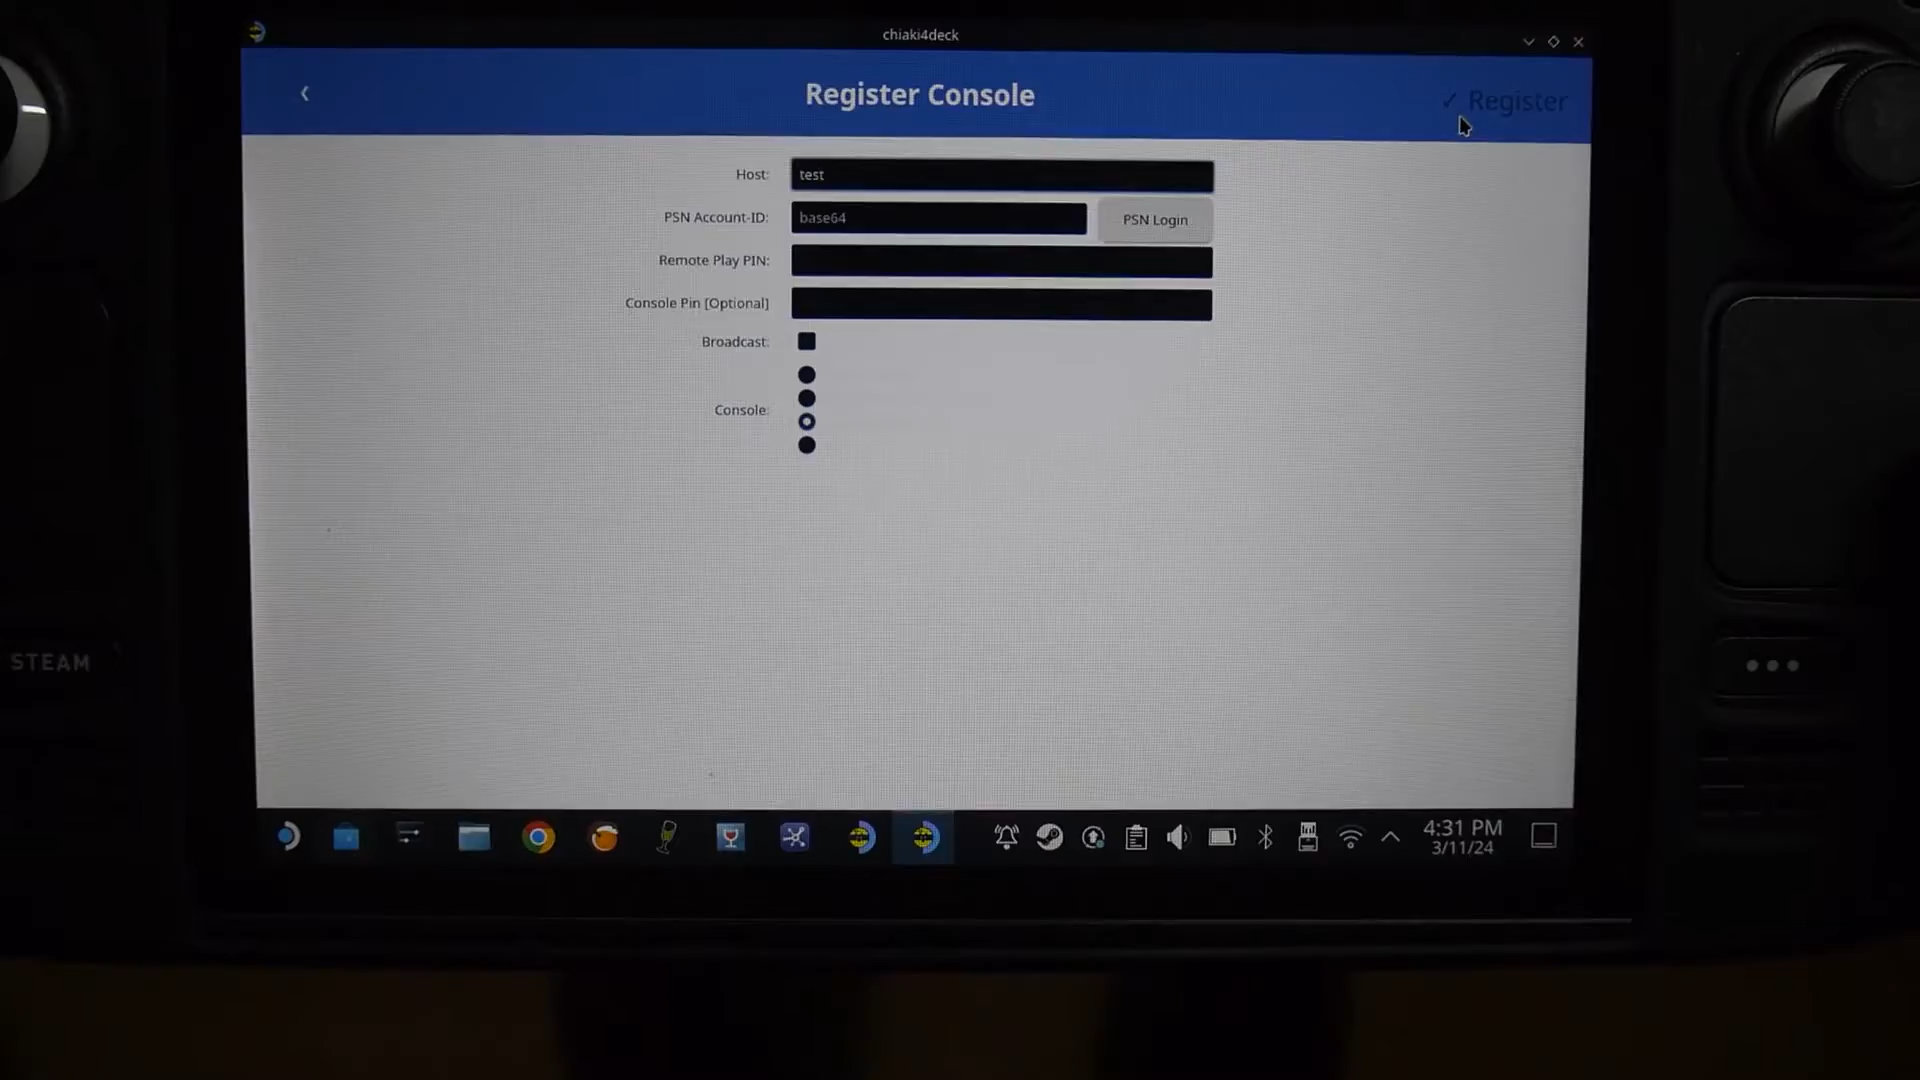 chiaki4deck
Register Console
✓ Register
Host:
test
PSN Account-ID:
base64
PSN Login
Remote Play PIN:
Console Pin [Optional]
Broadcast:
Console:
STEAM
4:31 PM
3/11/24